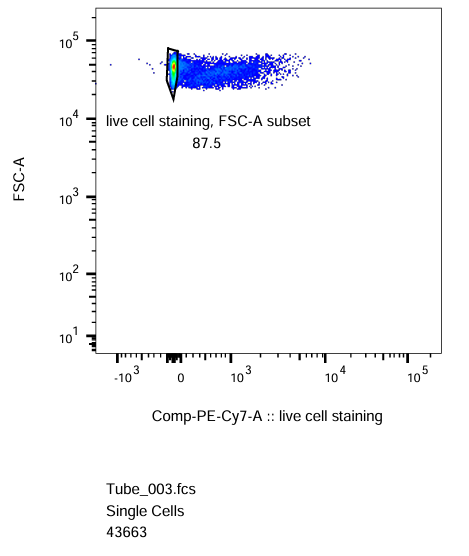 10^5
10^4
10^3
10^2
10^1
FSC-A
live cell staining, FSC-A subset
87.5
-10^3 0 10^3 10^4 10^5
Comp-PE-Cy7-A :: live cell staining
Tube_003.fcs
Single Cells
43663